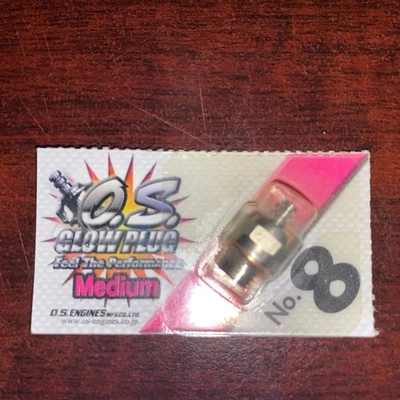 O.S.
GLOW PLUG
Feel The Performance
Medium
O.S.ENGINES MFG.CO.,LTD.
www.os-engines.co.jp
No.8